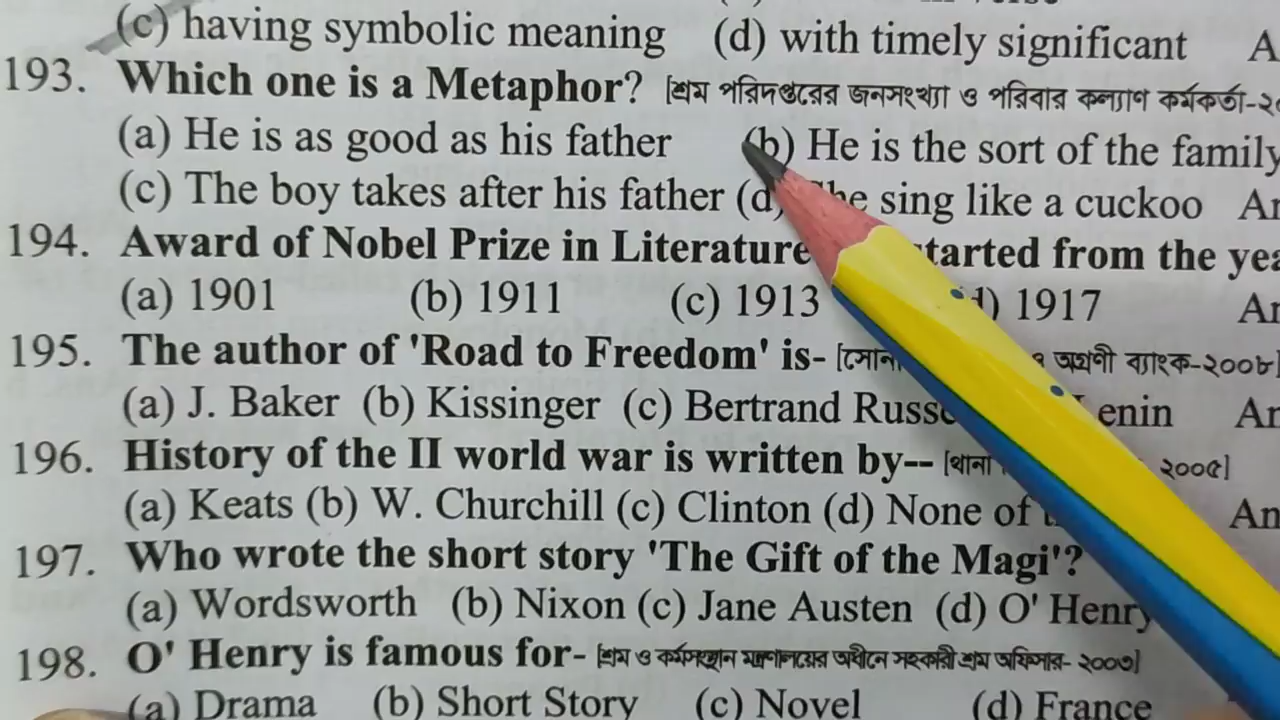 (c) having symbolic meaning (d) with timely significant A
193. Which one is a Metaphor? [শ্রম পরিদপ্তরের জনসংখ্যা ও পরিবার কল্যাণ কর্মকর্তা-২০
(a) He is as good as his father (b) He is the sort of the family
(c) The boy takes after his father (d) sing like a cuckoo
194. Award of Nobel Prize in Literature started from the
(a) 1901 (b) 1911 (c) 1913 (d) 1917
195. The author of 'Road to Freedom' is- অগ্রণী ব্যাংক-২০০৮]
(a) J. Baker (b) Kissinger (c) Bertrand
196. History of the II world war is written by-- [থানা ২০০৫]
(a) Keats (b) W. Churchill (c) Clinton (d) None of
197. Who wrote the short story 'The Gift of the Magi'?
(a) Wordsworth (b) Nixon (c) Jane Austen (d) O' Henry
198. O' Henry is famous for- [শ্রম ও কর্মসংস্থান মন্ত্রণালয়ের অধীনে সহকারী শ্রম অফিসার- ২০০৩]
(a) Drama (b) Short Story (c) Novel (d) France